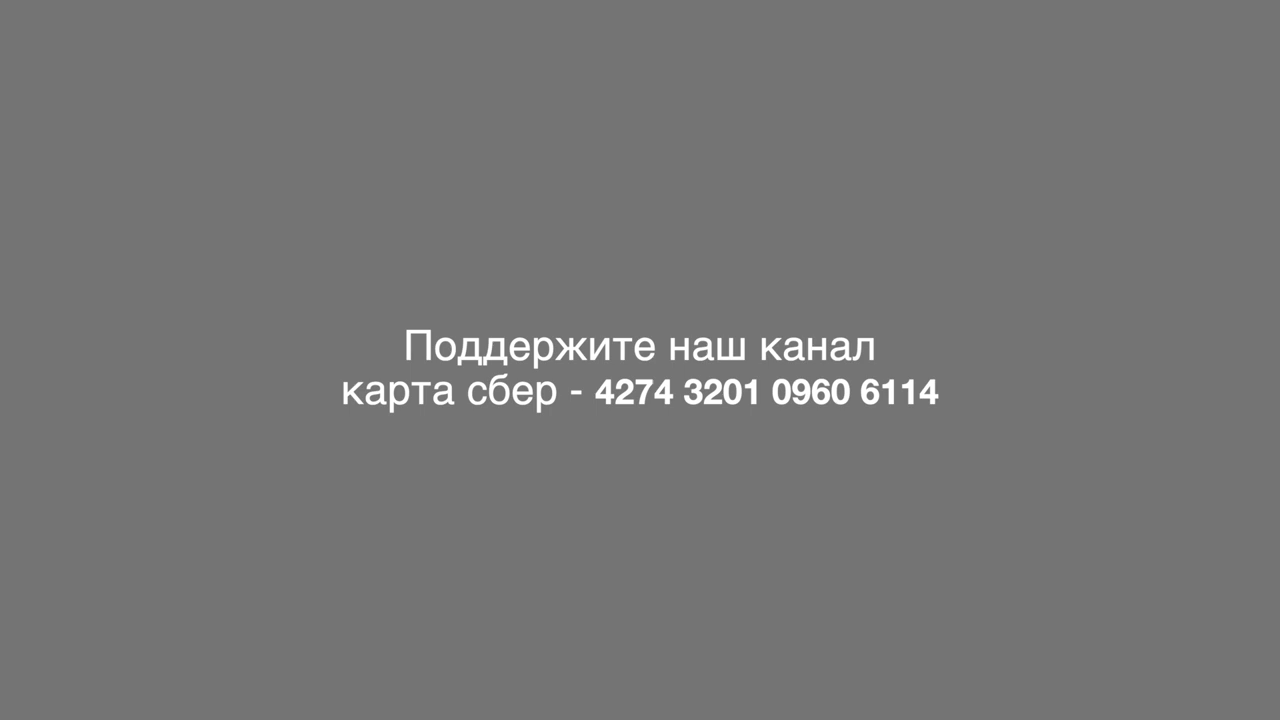 Поддержите наш канал
карта сбер - 4274 3201 0960 6114